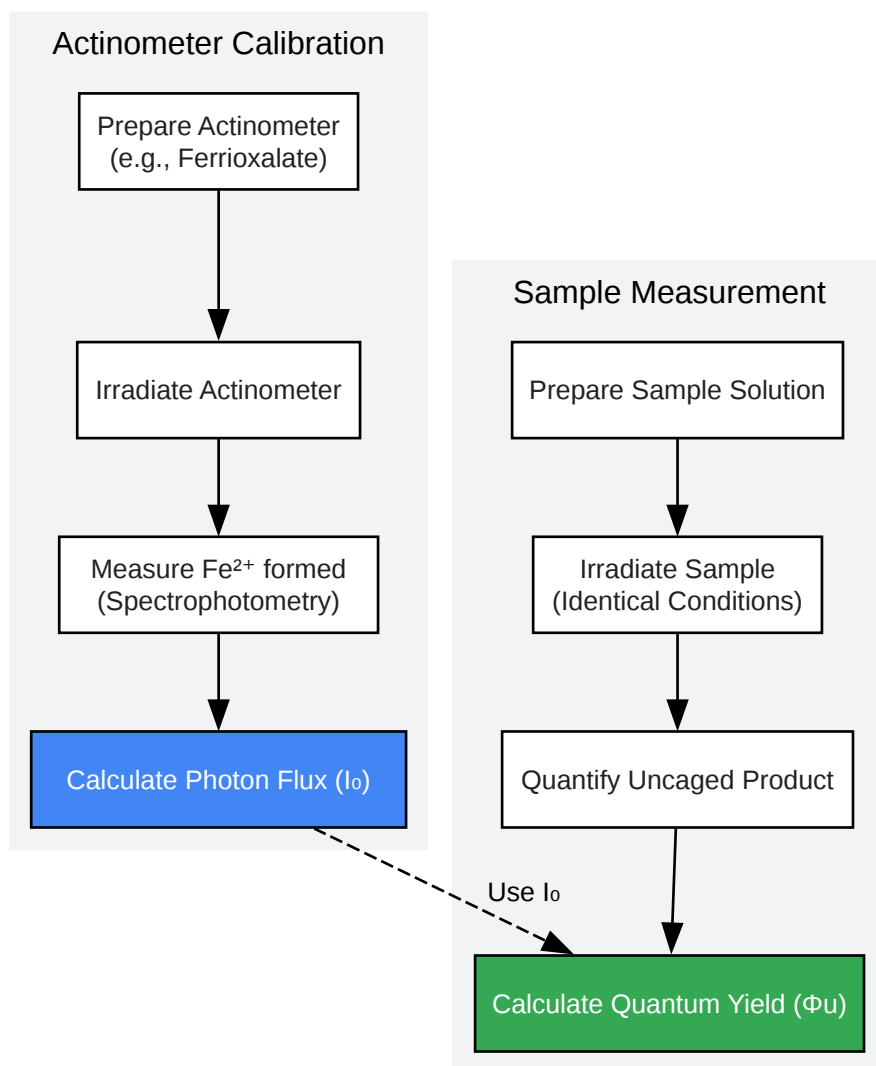 Actinometer Calibration
Prepare Actinometer
(e.g., Ferrioxalate)
Irradiate Actinometer
Measure Fe²⁺ formed
(Spectrophotometry)
Calculate Photon Flux (I₀)
Sample Measurement
Prepare Sample Solution
Irradiate Sample
(Identical Conditions)
Quantify Uncaged Product
Use I₀
Calculate Quantum Yield (Φu)